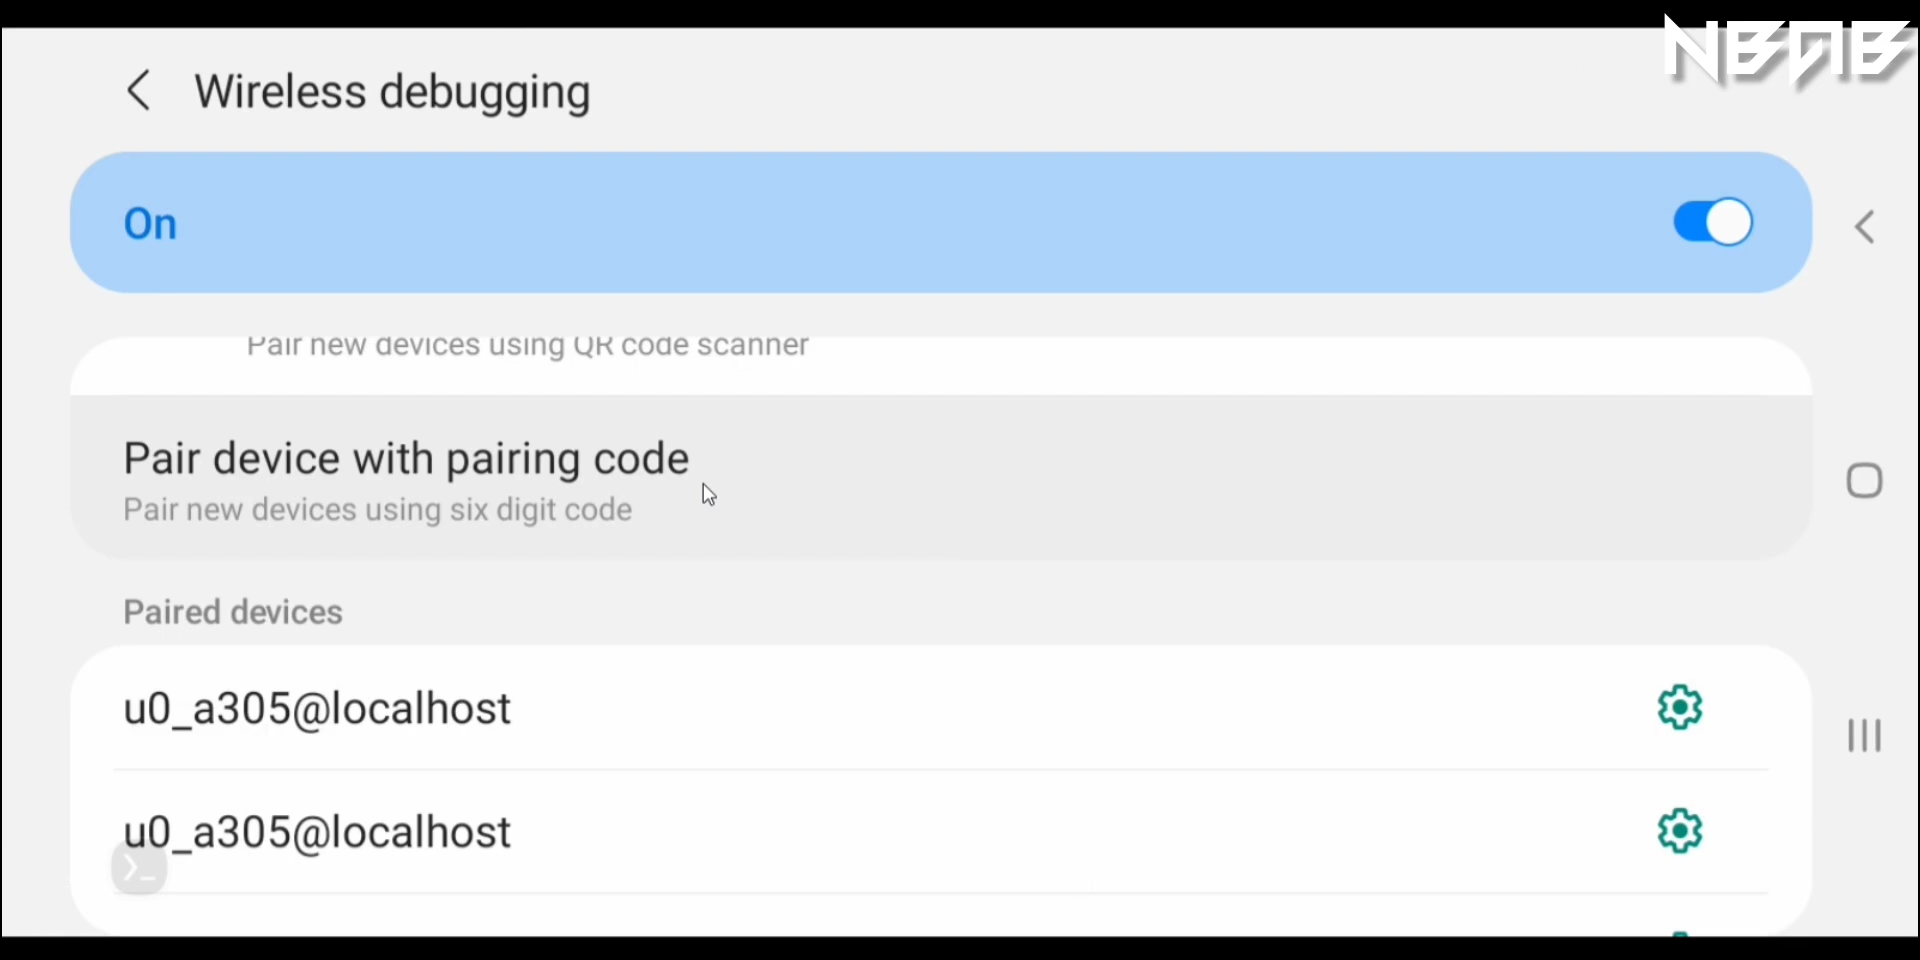 NBAB
Wireless debugging
On
Pair new devices using QR code scanner
Pair device with pairing code
Pair new devices using six digit code
Paired devices
u0_a305@localhost
u0_a305@localhost